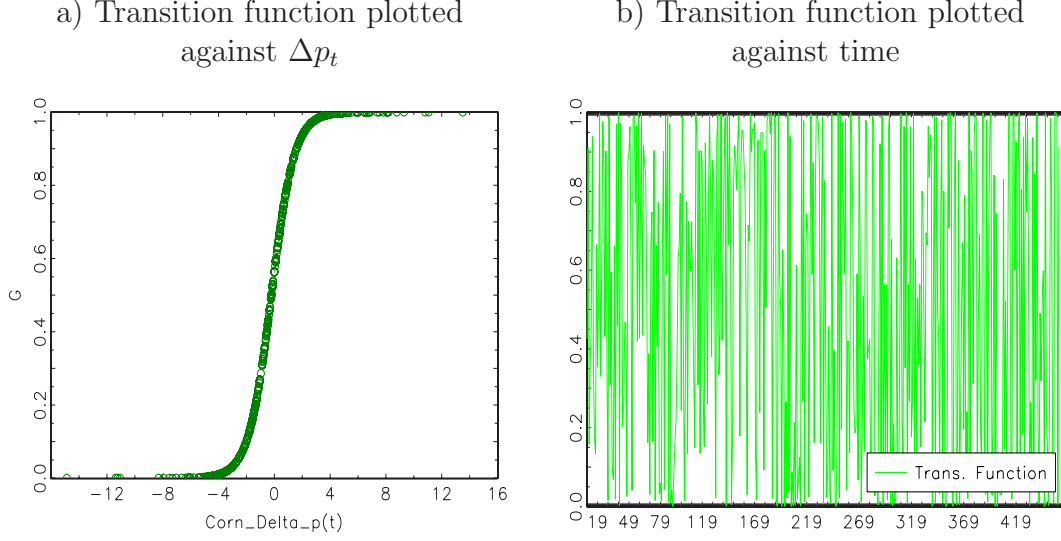 a) Transition function plotted
against Δp_t
b) Transition function plotted
against time
1.0
0.8
0.6
0.4
0.2
0.0
G
-12 -8 -4 0 4 8 12 16
Corn_Delta_p(t)
1.0
0.8
0.6
0.4
0.2
0.0
Trans. Function
19 49 79 119 169 219 269 319 369 419